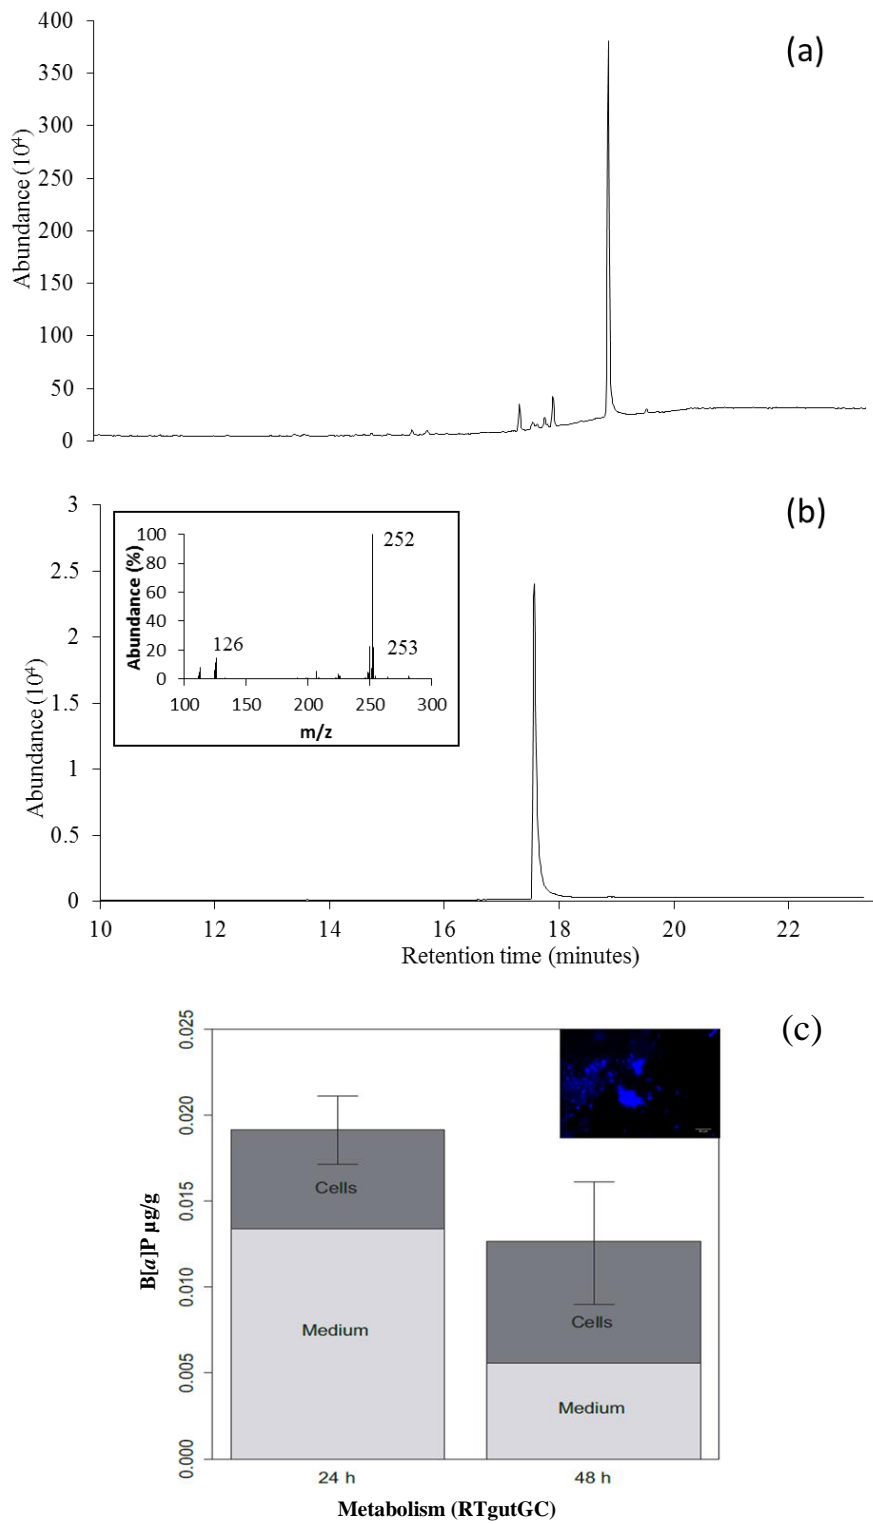 (a)
Abundance (10⁴)
400
350
300
250
200
150
100
50
0
(b)
Abundance (10⁴)
3
2.5
2
1.5
1
0.5
0
Abundance (%)
100
80
60
40
20
0
252
126
253
100 150 200 250 300
m/z
10 12 14 16 18 20 22
Retention time (minutes)
(c)
B[a]P µg/g
0.025
0.020
0.015
0.010
0.005
0.000
Cells
Medium
Cells
Medium
24 h 48 h
Metabolism (RTgutGC)